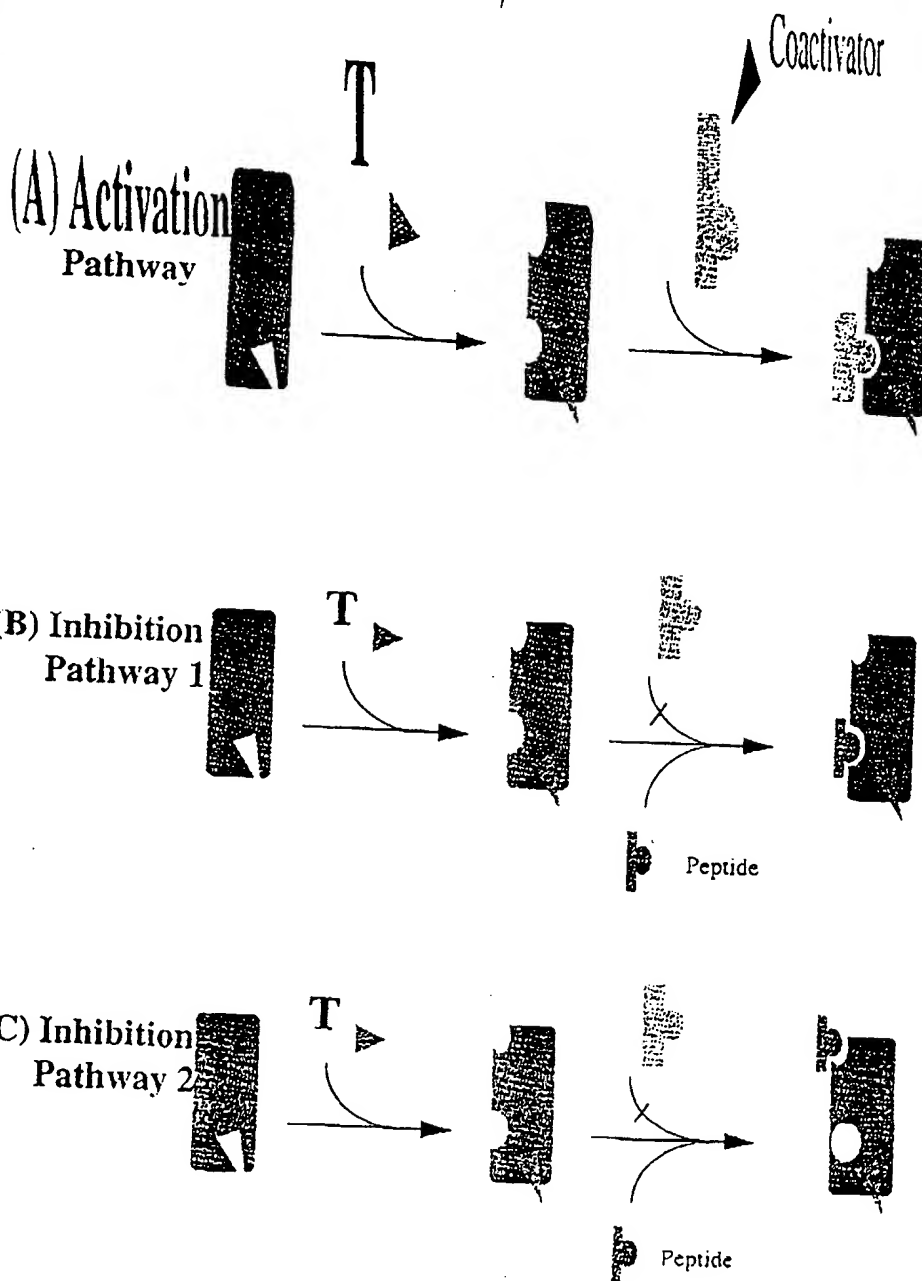 Coactivator
T
(A) Activation
Pathway
T
B) Inhibition
Pathway 1
Peptide
T
C) Inhibition
Pathway 2
Peptide